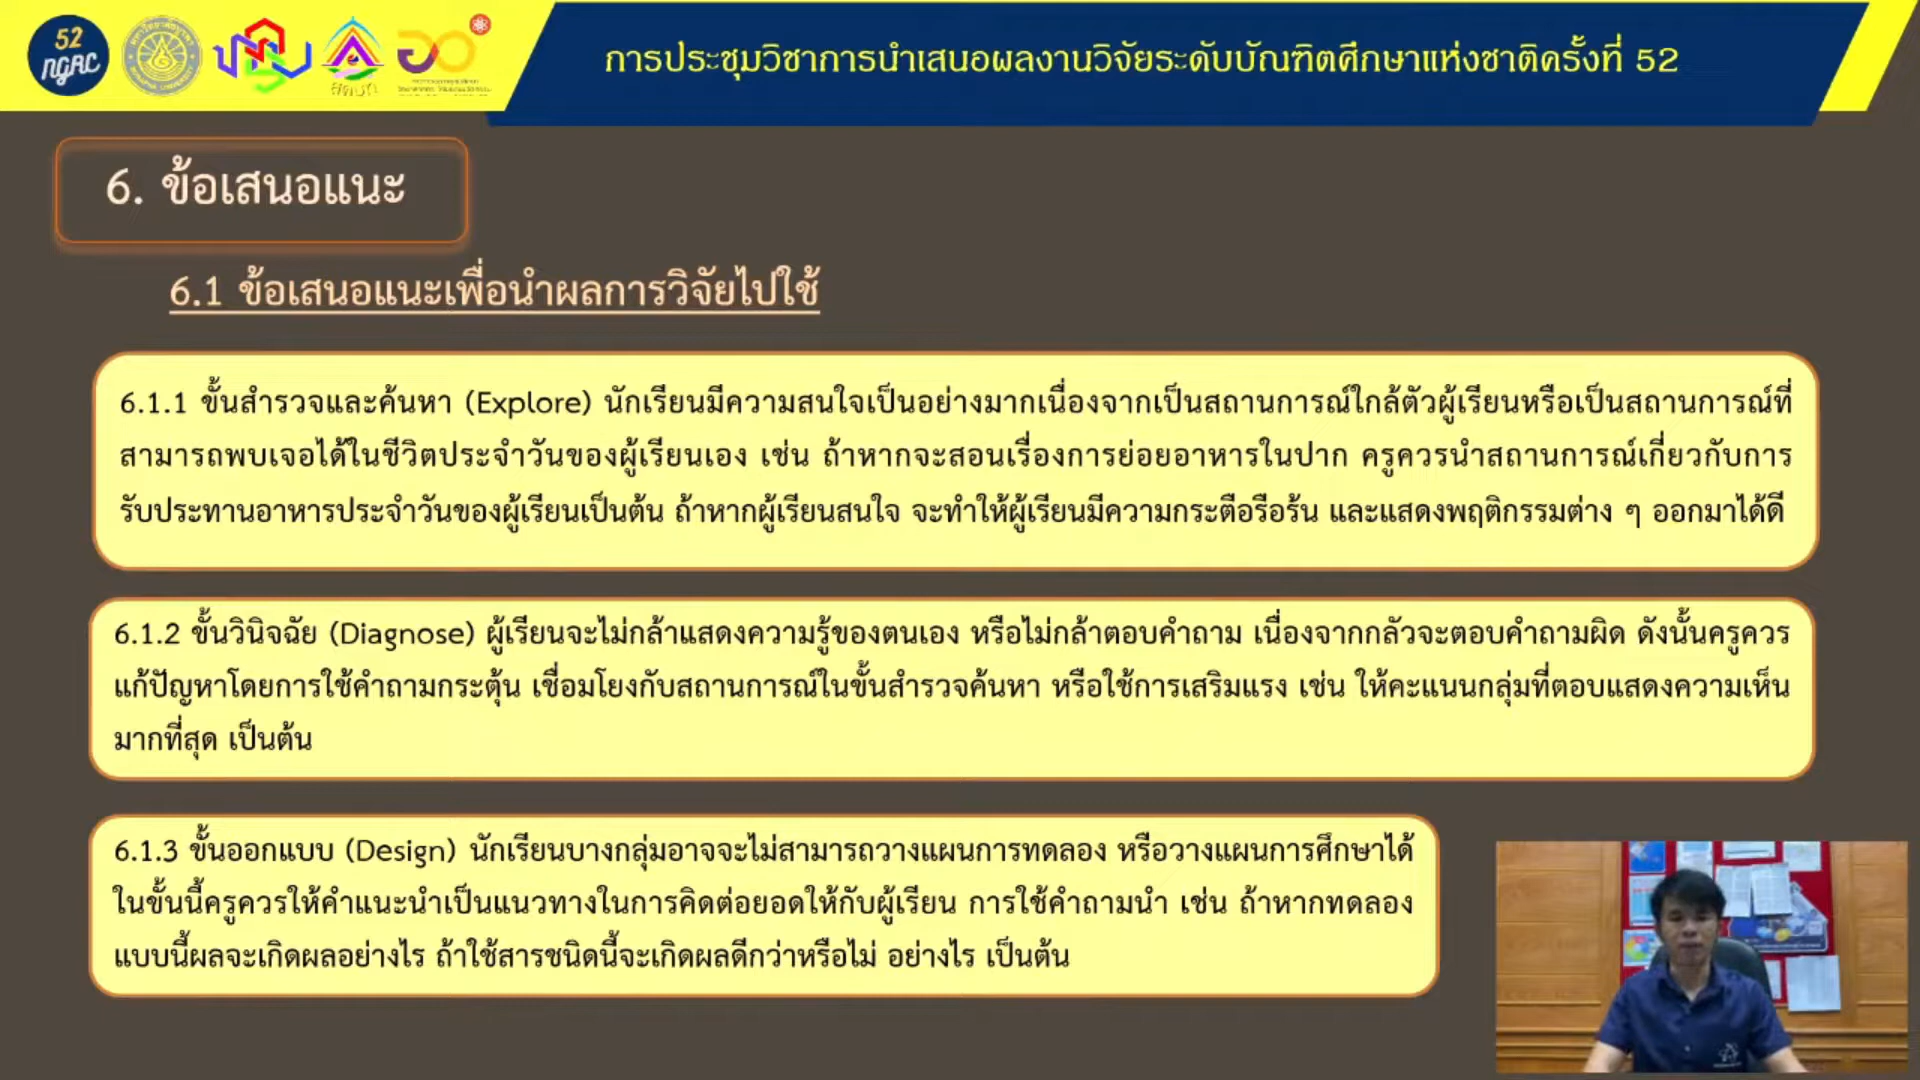 52
NGRC
การประชุมวิชาการนำเสนอผลงานวิจัยระดับบัณฑิตศึกษาแห่งชาติครั้งที่ 52
6. ข้อเสนอแนะ
6.1 ข้อเสนอแนะเพื่อนำผลการวิจัยไปใช้
6.1.1 ขั้นสำรวจและค้นหา (Explore) นักเรียนมีความสนใจเป็นอย่างมากเนื่องจากเป็นสถานการณ์ใกล้ตัวผู้เรียนหรือเป็นสถานการณ์ที่
สามารถพบเจอได้ในชีวิตประจำวันของผู้เรียนเอง เช่น ถ้าหากจะสอนเรื่องการย่อยอาหารในปาก ครูควรนำสถานการณ์เกี่ยวกับการ
รับประทานอาหารประจำวันของผู้เรียนเป็นต้น ถ้าหากผู้เรียนสนใจ จะทำให้ผู้เรียนมีความกระตือรือร้น และแสดงพฤติกรรมต่าง ๆ ออกมาได้ดี
6.1.2 ขั้นวินิจฉัย (Diagnose) ผู้เรียนจะไม่กล้าแสดงความรู้ของตนเอง หรือไม่กล้าตอบคำถาม เนื่องจากกลัวจะตอบคำถามผิด ดังนั้นครูควร
แก้ปัญหาโดยการใช้คำถามกระตุ้น เชื่อมโยงกับสถานการณ์ในขั้นสำรวจค้นหา หรือใช้การเสริมแรง เช่น ให้คะแนนกลุ่มที่ตอบแสดงความเห็น
มากที่สุด เป็นต้น
6.1.3 ขั้นออกแบบ (Design) นักเรียนบางกลุ่มอาจจะไม่สามารถวางแผนการทดลอง หรือวางแผนการศึกษาได้
ในขั้นนี้ครูควรให้คำแนะนำเป็นแนวทางในการคิดต่อยอดให้กับผู้เรียน การใช้คำถามนำ เช่น ถ้าหากทดลอง
แบบนี้ผลจะเกิดผลอย่างไร ถ้าใช้สารชนิดนี้จะเกิดผลดีกว่าหรือไม่ อย่างไร เป็นต้น